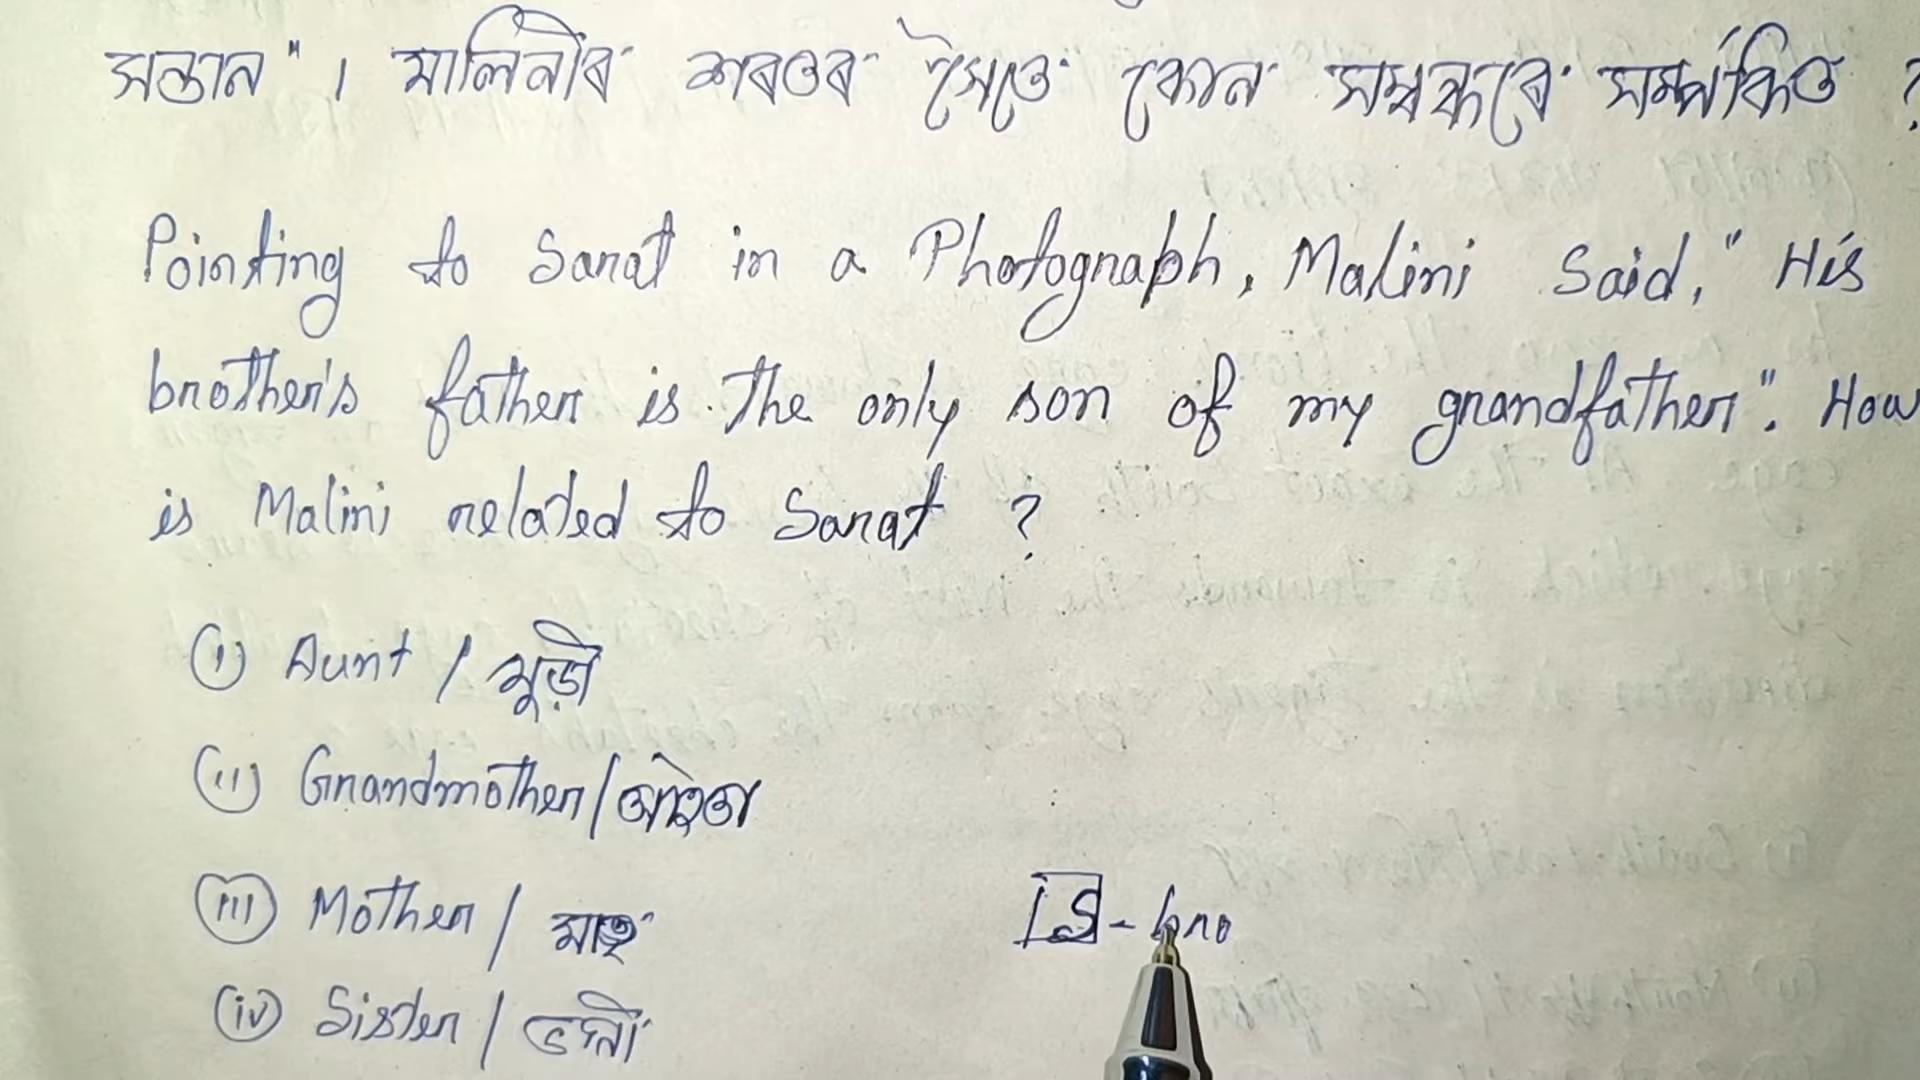 সন্তান"। মালিনীৰ শৰতৰ সৈতে কোন সম্বন্ধৰে সম্পৰ্কিত ?
Pointing to Sarat in a Photograph, Malini Said, "His
brother's father is the only son of my grandfather". How
is Malini related to Sarat ?
(i) Aunt / খুড়ী
(ii) Grandmother / আইতা
(iii) Mother / মাতৃ
(iv) Sister / ভগ্নী
S - bro